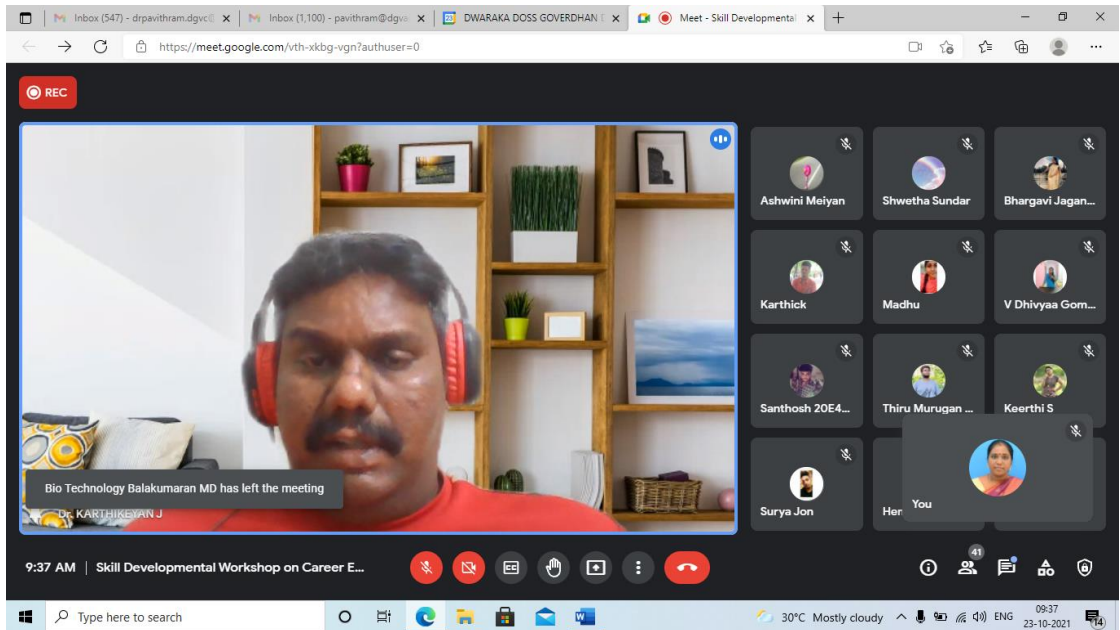 Inbox (547) - drpavithram.dgvc@
Inbox (1,100) - pavithram@dgva
DWARAKA DOSS GOVERDHAN
Meet - Skill Developmental
https://meet.google.com/vth-xkbg-vgn?authuser=0
REC
Ashwini Meiyan
Shwetha Sundar
Bhargavi Jagan...
Karthick
Madhu
V Dhivyaa Gom...
Santhosh 20E4...
Thiru Murugan ...
Keerthi S
Bio Technology Balakumaran MD has left the meeting
Dr. KARTHIKEYAN J
Surya Jon
Her
You
9:37 AM | Skill Developmental Workshop on Career E...
CC
41
Type here to search
30°C Mostly cloudy
ENG
09:37
23-10-2021
14